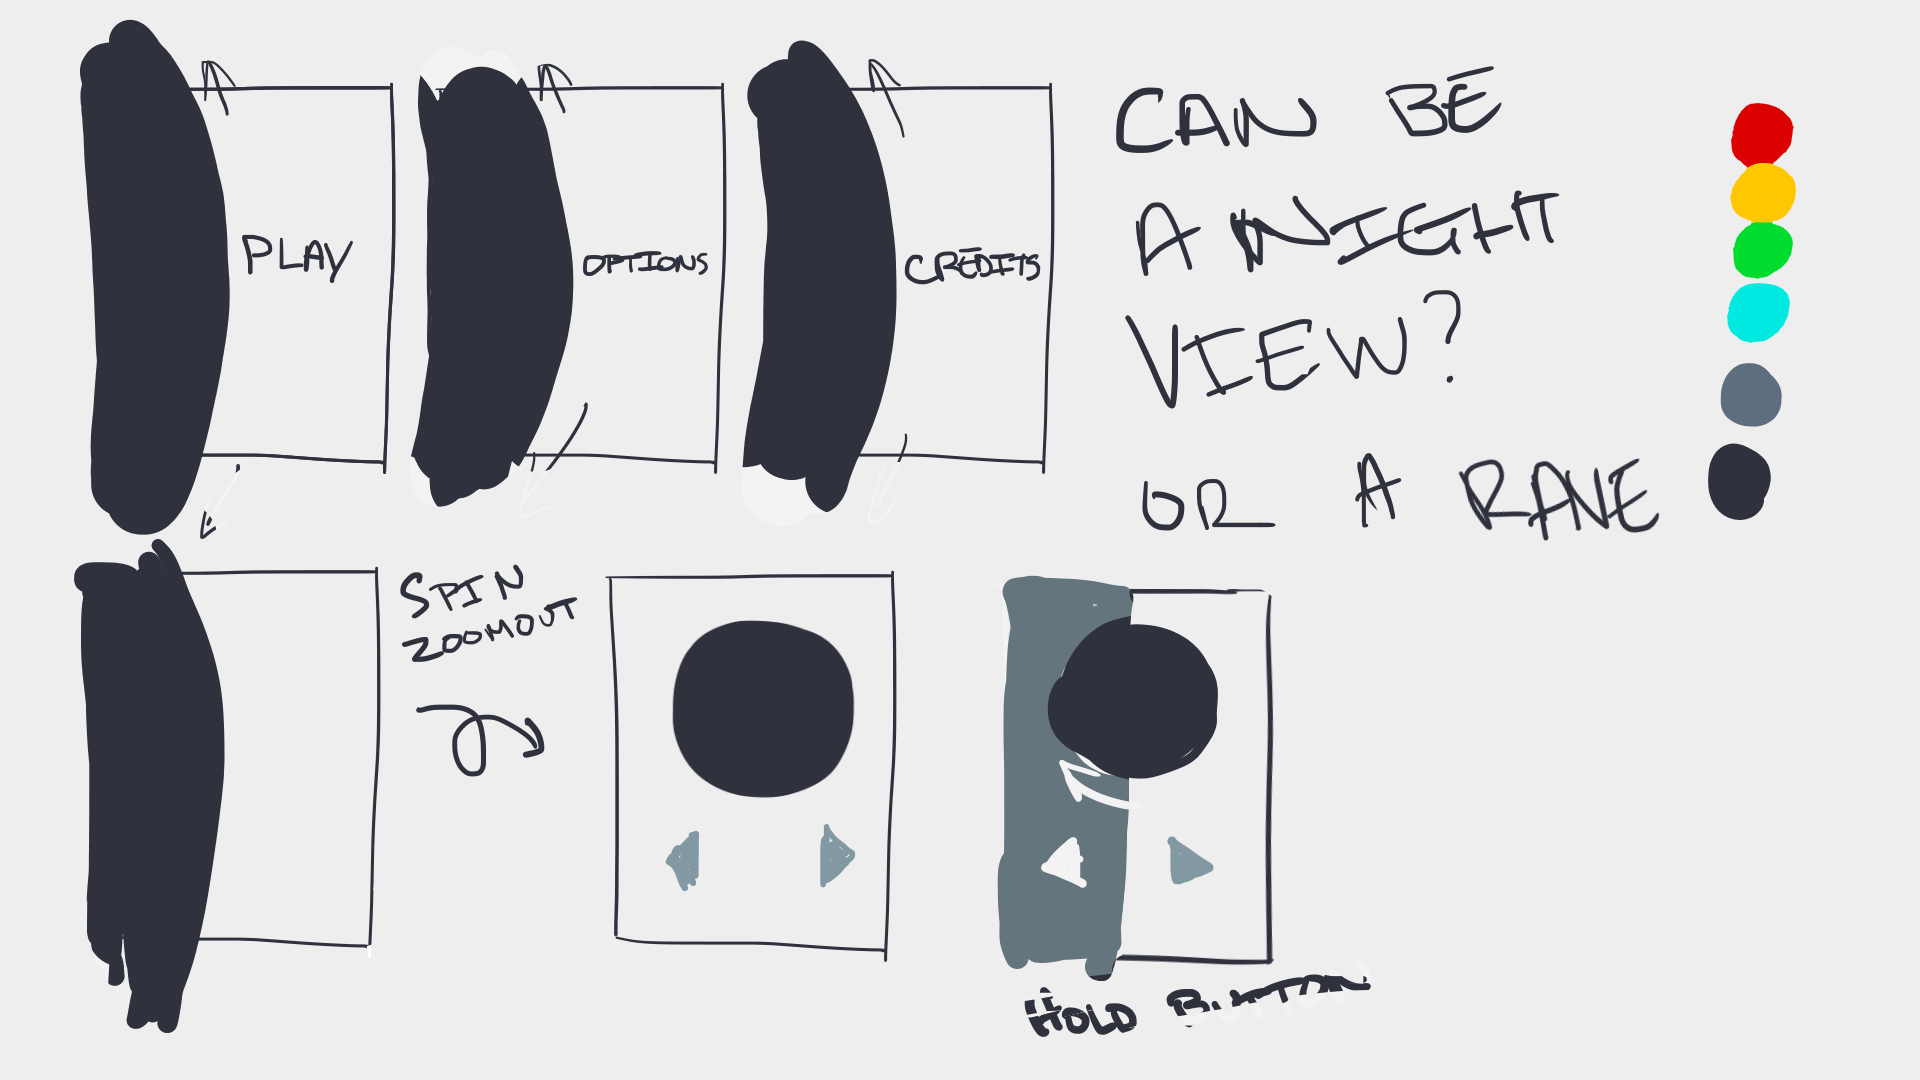 PLAY
OPTIONS
CREDITS
CAN BE
A NIGHT
VIEW?
OR A RAVE
SPIN
ZOOMOUT
HOLD BUTTON